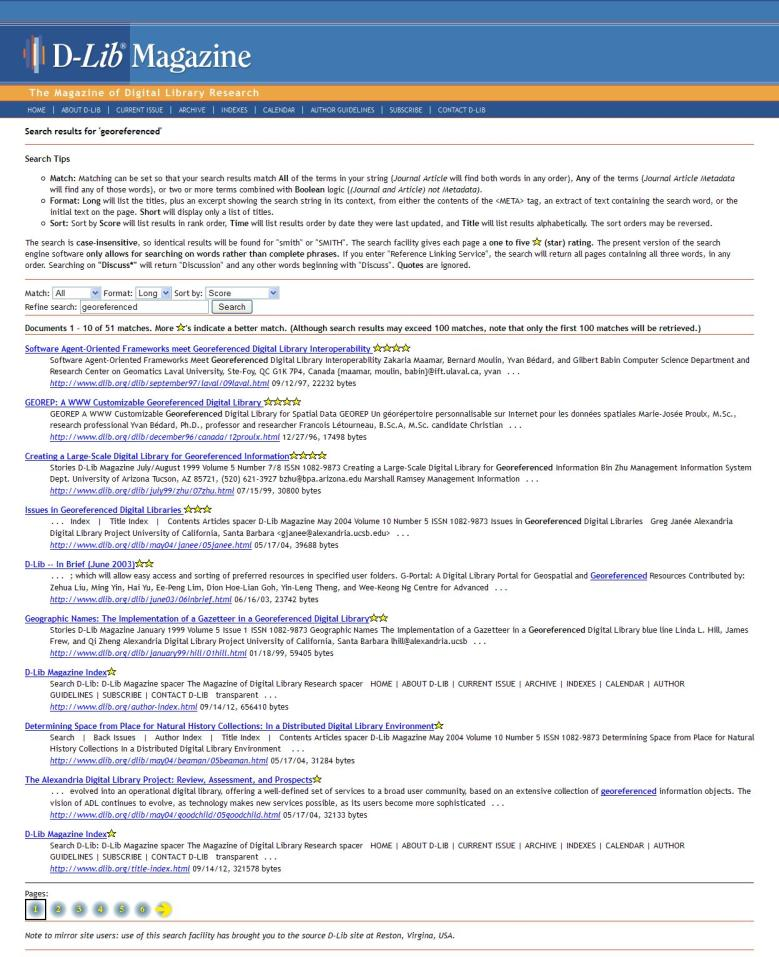 D-Lib® Magazine
The Magazine of Digital Library Research
HOME | ABOUT D-LIB | CURRENT ISSUE | ARCHIVE | INDEXES | CALENDAR | AUTHOR GUIDELINES | SUBSCRIBE | CONTACT D-LIB
Search results for 'georeferenced'
Search Tips
Match: Matching can be set so that your search results match All of the terms in your string (Journal Article will find both words in any order), Any of the terms (Journal Article Metadata
will find any of those words), or two or more terms combined with Boolean logic ((Journal and Article) not Metadata).
Format: Long will list the titles, plus an excerpt showing the search string in its context, from either the contents of the <META> tag, an extract of text containing the search word, or the
initial text on the page. Short will display only a list of titles.
Sort: Sort by Score will list results in rank order, Time will list results order by date they were last updated, and Title will list results alphabetically. The sort orders may be reversed.
The search is case-insensitive, so identical results will be found for "smith" or "SMITH". The search facility gives each page a one to five (star) rating. The present version of the search
engine software only allows for searching on words rather than complete phrases. If you enter "Reference Linking Service", the search will return all pages containing all three words, in any
order. Searching on "Discuss*" will return "Discussion" and any other words beginning with "Discuss". Quotes are ignored.
Match: All Format: Long Sort by: Score
Refine search: georeferenced Search
Documents 1 - 10 of 51 matches. More 's indicate a better match. (Although search results may exceed 100 matches, note that only the first 100 matches will be retrieved.)
Software Agent-Oriented Frameworks meet Georeferenced Digital Library Interoperability
Software Agent-Oriented Frameworks Meet Georeferenced Digital Library Interoperability Zakaria Maamar, Bernard Moulin, Yvan Bédard, and Gilbert Babin Computer Science Department and
Research Center on Geomatics Laval University, Ste-Foy, QC G1K 7P4, Canada {maamar, moulin, babin}@ift.ulaval.ca, yvan ...
http://www.dlib.org/dlib/september97/laval/09laval.html 09/12/97, 22232 bytes
GEOREP: A WWW Customizable Georeferenced Digital Library
GEOREP A WWW Customizable Georeferenced Digital Library for Spatial Data GEOREP Un géorépertoire personnalisable sur Internet pour les données spatiales Marie-Josée Proulx, M.Sc.,
research professional Yvan Bédard, Ph.D., professor and researcher Francois Létourneau, B.Sc.A, M.Sc. candidate Christian ...
http://www.dlib.org/dlib/december96/canada/12proulx.html 12/27/96, 17498 bytes
Creating a Large-Scale Digital Library for Georeferenced Information
Stories D-Lib Magazine July/August 1999 Volume 5 Number 7/8 ISSN 1082-9873 Creating a Large-Scale Digital Library for Georeferenced Information Bin Zhu Management Information System
Dept. University of Arizona Tucson, AZ 85721, (520) 621-3927 bzhu@bpa.arizona.edu Marshall Ramsey Management Information ...
http://www.dlib.org/dlib/july99/zhu/07zhu.html 07/15/99, 30800 bytes
Issues in Georeferenced Digital Libraries
... Index | Title Index | Contents Articles spacer D-Lib Magazine May 2004 Volume 10 Number 5 ISSN 1082-9873 Issues in Georeferenced Digital Libraries Greg Janée Alexandria
Digital Library Project University of California, Santa Barbara <gjanee@alexandria.ucsb.edu> ...
http://www.dlib.org/dlib/may04/janee/05janee.html 05/17/04, 39688 bytes
D-Lib -- In Brief (June 2003)
... ; which will allow easy access and sorting of preferred resources in specified user folders. G-Portal: A Digital Library Portal for Geospatial and Georeferenced Resources Contributed by:
Zehua Liu, Ming Yin, Hai Yu, Ee-Peng Lim, Dion Hoe-Lian Goh, Yin-Leng Theng, and Wee-Keong Ng Centre for Advanced ...
http://www.dlib.org/dlib/june03/06inbrief.html 06/16/03, 23742 bytes
Geographic Names: The Implementation of a Gazetteer in a Georeferenced Digital Library
Stories D-Lib Magazine January 1999 Volume 5 Issue 1 ISSN 1082-9873 Geographic Names The Implementation of a Gazetteer in a Georeferenced Digital Library blue line Linda L. Hill, James
Frew, and Qi Zheng Alexandria Digital Library Project University of California, Santa Barbara lhill@alexandria.ucsb ...
http://www.dlib.org/dlib/january99/hill/01hill.html 01/18/99, 59405 bytes
D-Lib Magazine Index
Search D-Lib: D-Lib Magazine spacer The Magazine of Digital Library Research spacer HOME | ABOUT D-LIB | CURRENT ISSUE | ARCHIVE | INDEXES | CALENDAR | AUTHOR
GUIDELINES | SUBSCRIBE | CONTACT D-LIB transparent ...
http://www.dlib.org/author-index.html 09/14/12, 656410 bytes
Determining Space from Place for Natural History Collections: In a Distributed Digital Library Environment
Search | Back Issues | Author Index | Title Index | Contents Articles spacer D-Lib Magazine May 2004 Volume 10 Number 5 ISSN 1082-9873 Determining Space from Place for Natural
History Collections In a Distributed Digital Library Environment ...
http://www.dlib.org/dlib/may04/beaman/05beaman.html 05/17/04, 31284 bytes
The Alexandria Digital Library Project: Review, Assessment, and Prospects
... evolved into an operational digital library, offering a well-defined set of services to a broad user community, based on an extensive collection of georeferenced information objects. The
vision of ADL continues to evolve, as technology makes new services possible, as its users become more sophisticated ...
http://www.dlib.org/dlib/may04/goodchild/05goodchild.html 05/17/04, 32133 bytes
D-Lib Magazine Index
Search D-Lib: D-Lib Magazine spacer The Magazine of Digital Library Research spacer HOME | ABOUT D-LIB | CURRENT ISSUE | ARCHIVE | INDEXES | CALENDAR | AUTHOR
GUIDELINES | SUBSCRIBE | CONTACT D-LIB transparent ...
http://www.dlib.org/title-index.html 09/14/12, 321578 bytes
Pages:
1 2 3 4 5 6
Note to mirror site users: use of this search facility has brought you to the source D-Lib site at Reston, Virgina, USA.